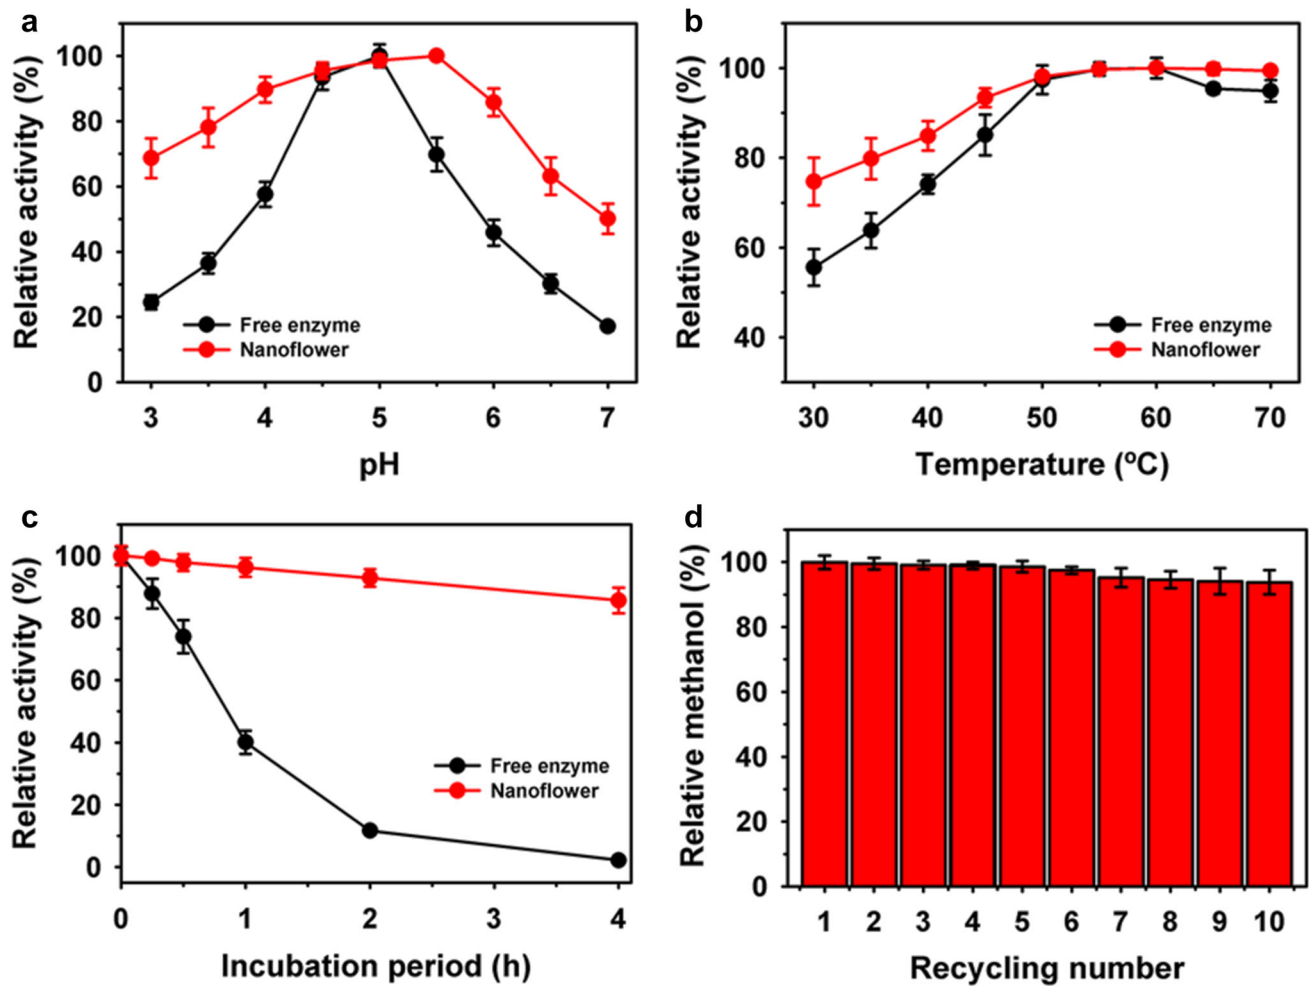 a
Relative activity (%)
100
80
60
40
20
0
Free enzyme
Nanoflower
3 4 5 6 7
pH
b
Relative activity (%)
100
80
60
40
Free enzyme
Nanoflower
30 40 50 60 70
Temperature (ºC)
c
Relative activity (%)
100
80
60
40
20
0
Free enzyme
Nanoflower
0 1 2 3 4
Incubation period (h)
d
Relative methanol (%)
100
80
60
40
20
0
1 2 3 4 5 6 7 8 9 10
Recycling number